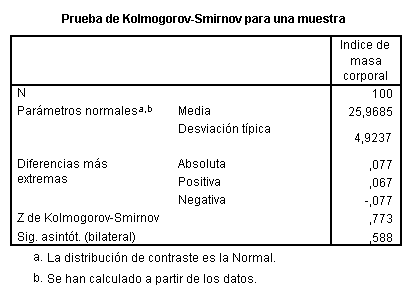 Prueba de Kolmogorov-Smirnov para una muestra
Indice de
masa
corporal
N 100
Parámetros normales a,b Media 25,9685
Desviación típica
4,9237
Diferencias más
extremas
Absoluta ,077
Positiva ,067
Negativa -,077
Z de Kolmogorov-Smirnov ,773
Sig. asintót. (bilateral) ,588
a. La distribución de contraste es la Normal.
b. Se han calculado a partir de los datos.